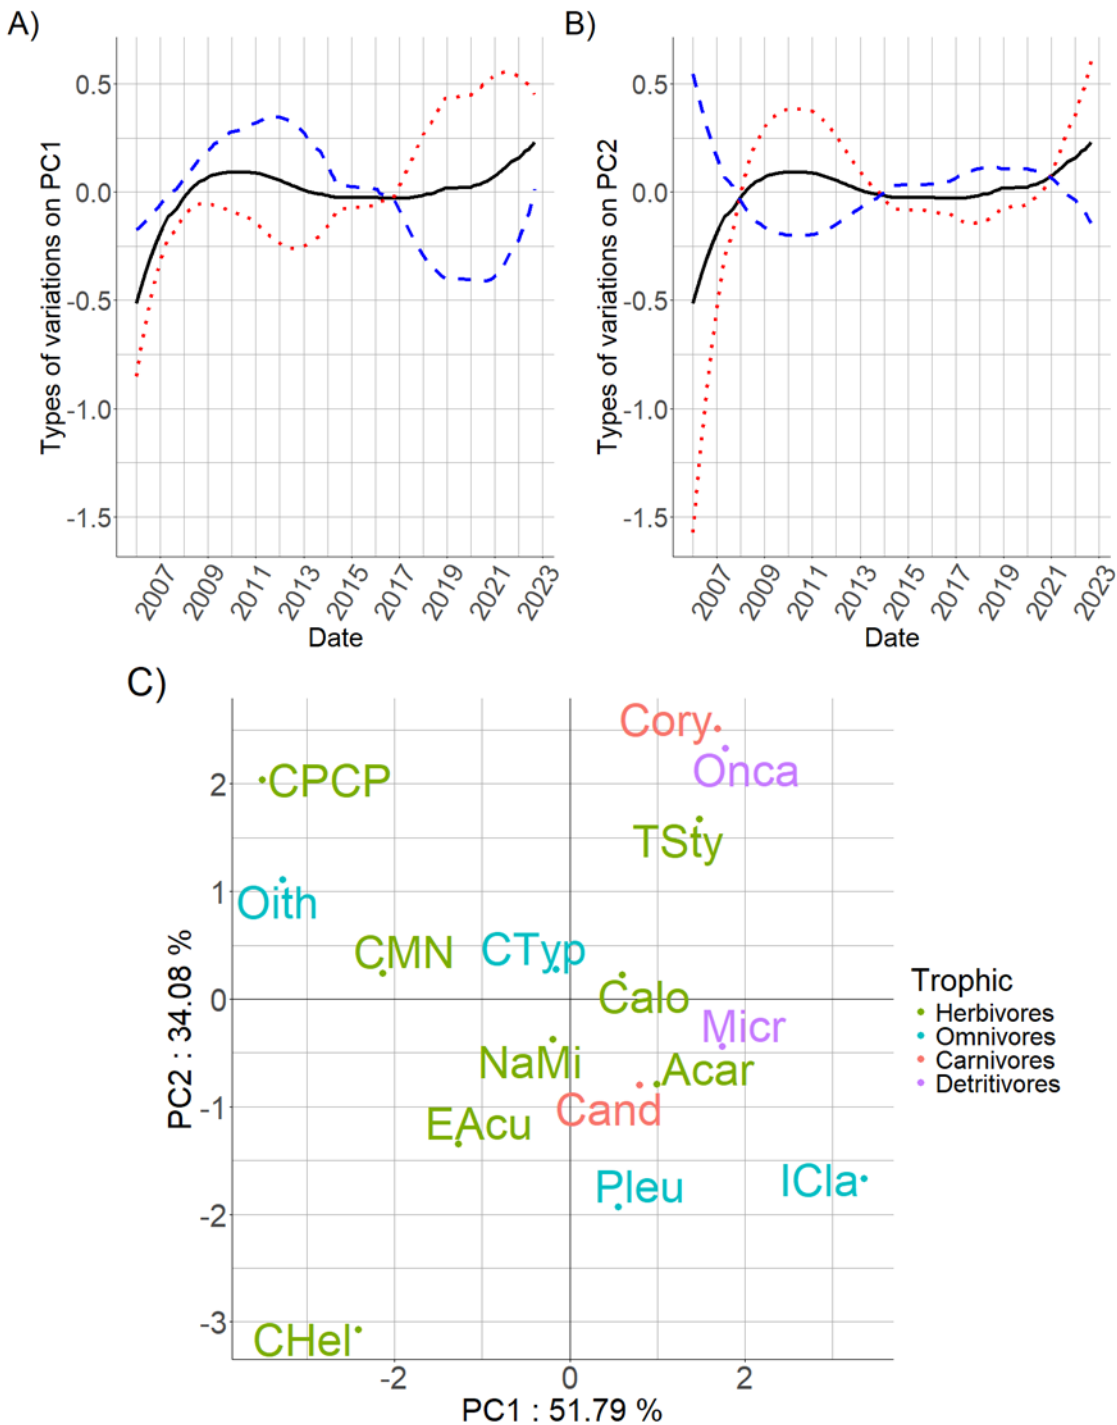 A)
Types of variations on PC1
0.5
0.0
-0.5
-1.0
-1.5
2007
2009
2011
2013
2015
2017
2019
2021
2023
Date
B)
Types of variations on PC2
0.5
0.0
-0.5
-1.0
-1.5
2007
2009
2011
2013
2015
2017
2019
2021
2023
Date
C)
PC2 : 34.08 %
2
1
0
-1
-2
-3
Cory
Onca
CPCP
TSty
Oith
CMN
CTyp
Calo
Micr
NaMi
Acar
Cand
EAcu
Pleu
ICla
CHel
-2
0
2
PC1 : 51.79 %
Trophic
Herbivores
Omnivores
Carnivores
Detritivores